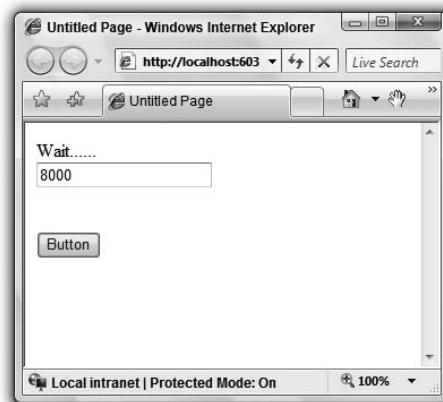 Untitled Page - Windows Internet Explorer
http://localhost:603
Live Search
Untitled Page
Wait......
8000
Button
Local intranet | Protected Mode: On
100%